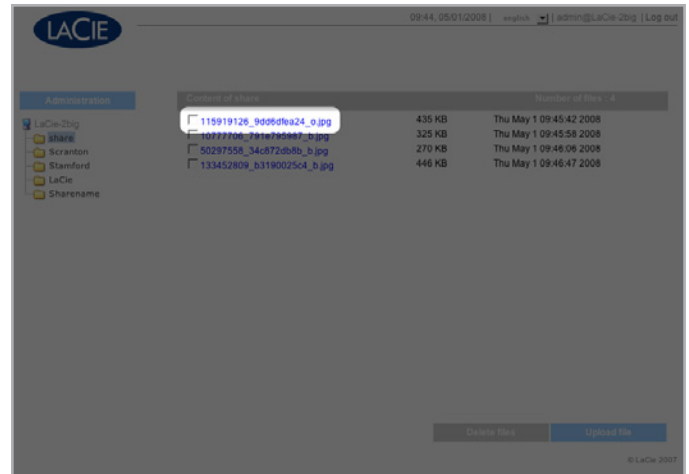 LACIE
09:44, 05/01/2008 | english | admin@LaCie-2big | Log out
Administration
Content of share Number of files : 4
LaCie-2big
share
Scranton
Stamford
LaCie
Sharename
115919126_9dd6dfea24_o.jpg 435 KB Thu May 1 09:45:42 2008
10777706_791e795967_b.jpg 325 KB Thu May 1 09:45:58 2008
50297558_34c872db8b_b.jpg 270 KB Thu May 1 09:46:06 2008
133452809_b3190025c4_b.jpg 446 KB Thu May 1 09:46:47 2008
Delete files Upload file
© LaCie 2007